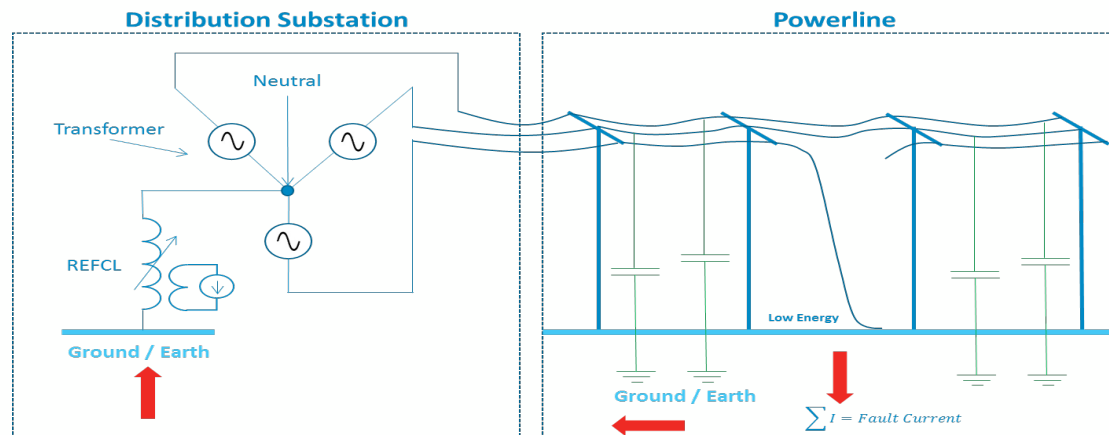 Distribution Substation
Powerline
Neutral
Transformer
REFCL
Low Energy
Ground / Earth
Ground / Earth
∑ I = Fault Current